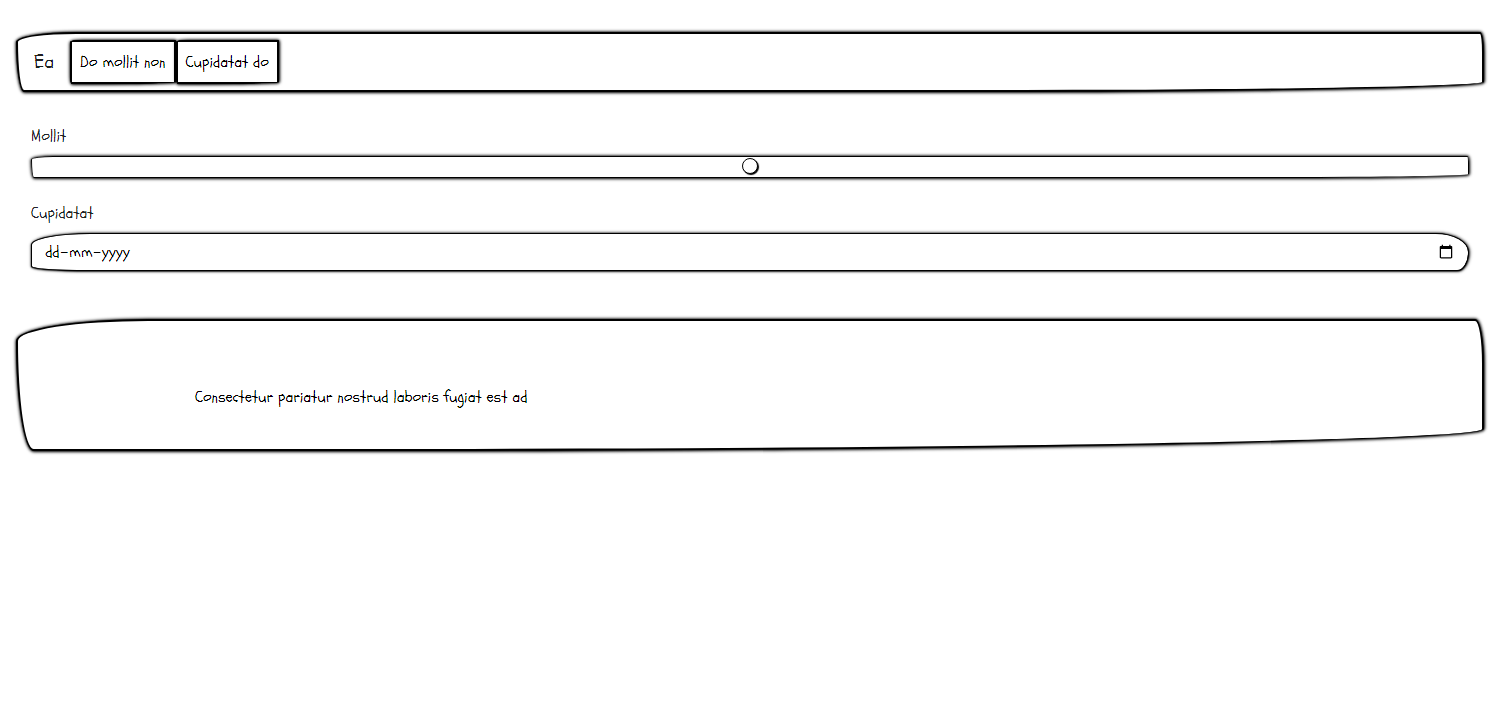 Ea Do mollit non Cupidatat do
Mollit
Cupidatat
dd-mm-yyyy
Consectetur pariatur nostrud laboris fugiat est ad